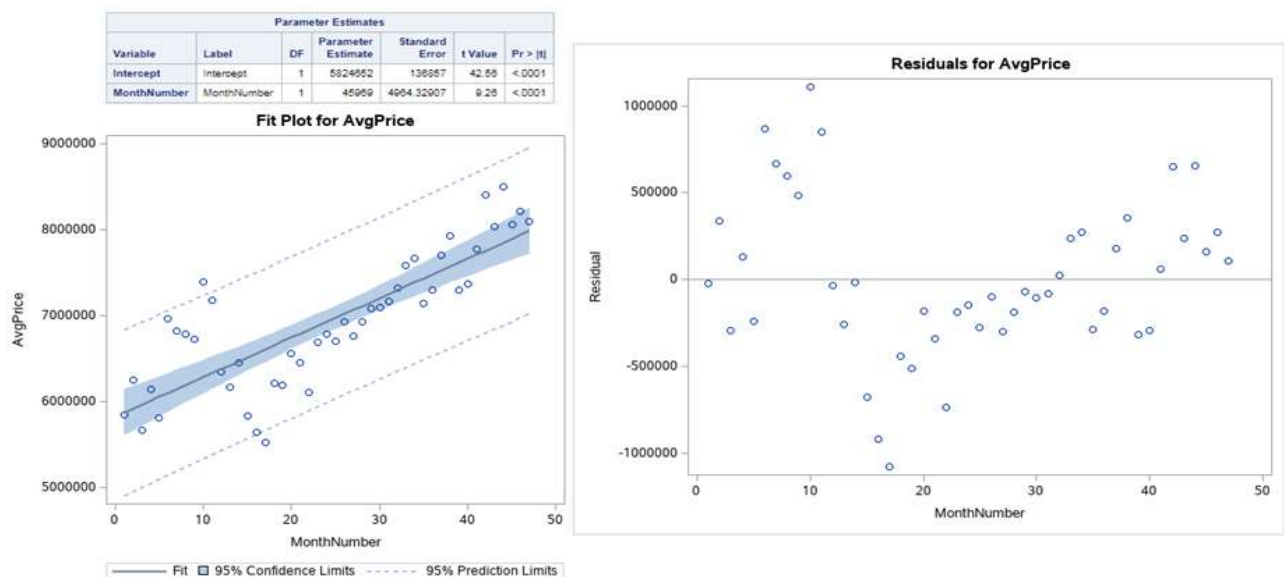 Parameter Estimates
Variable Label DF Parameter Estimate Standard Error t Value Pr > |t|
Intercept Intercept 1 5824652 136857 42.56 <.0001
MonthNumber MonthNumber 1 45969 4964.32907 9.26 <.0001
Fit Plot for AvgPrice
9000000
8000000
7000000
6000000
5000000
AvgPrice
0 10 20 30 40 50
MonthNumber
Fit 95% Confidence Limits 95% Prediction Limits
Residuals for AvgPrice
1000000
500000
0
-500000
-1000000
Residual
0 10 20 30 40 50
MonthNumber